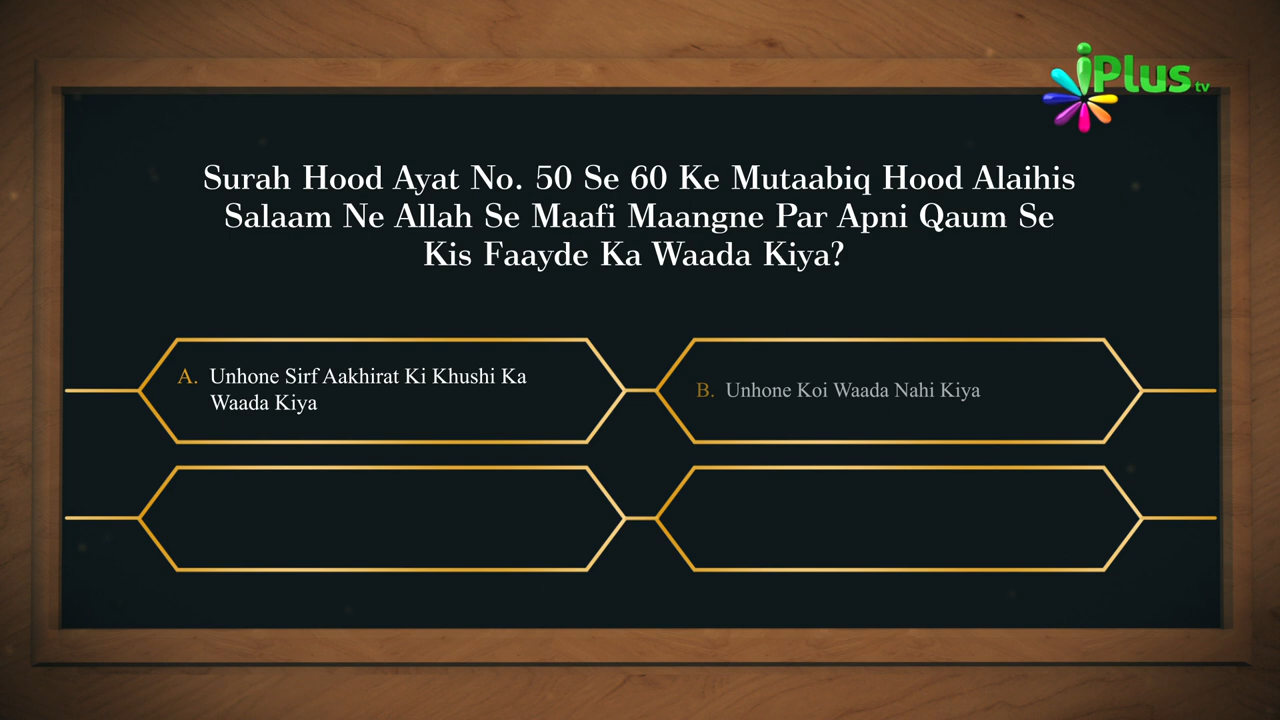 iPlus tv
Surah Hood Ayat No. 50 Se 60 Ke Mutaabiq Hood Alaihis
Salaam Ne Allah Se Maafi Maangne Par Apni Qaum Se
Kis Faayde Ka Waada Kiya?
A. Unhone Sirf Aakhirat Ki Khushi Ka
Waada Kiya
B. Unhone Koi Waada Nahi Kiya